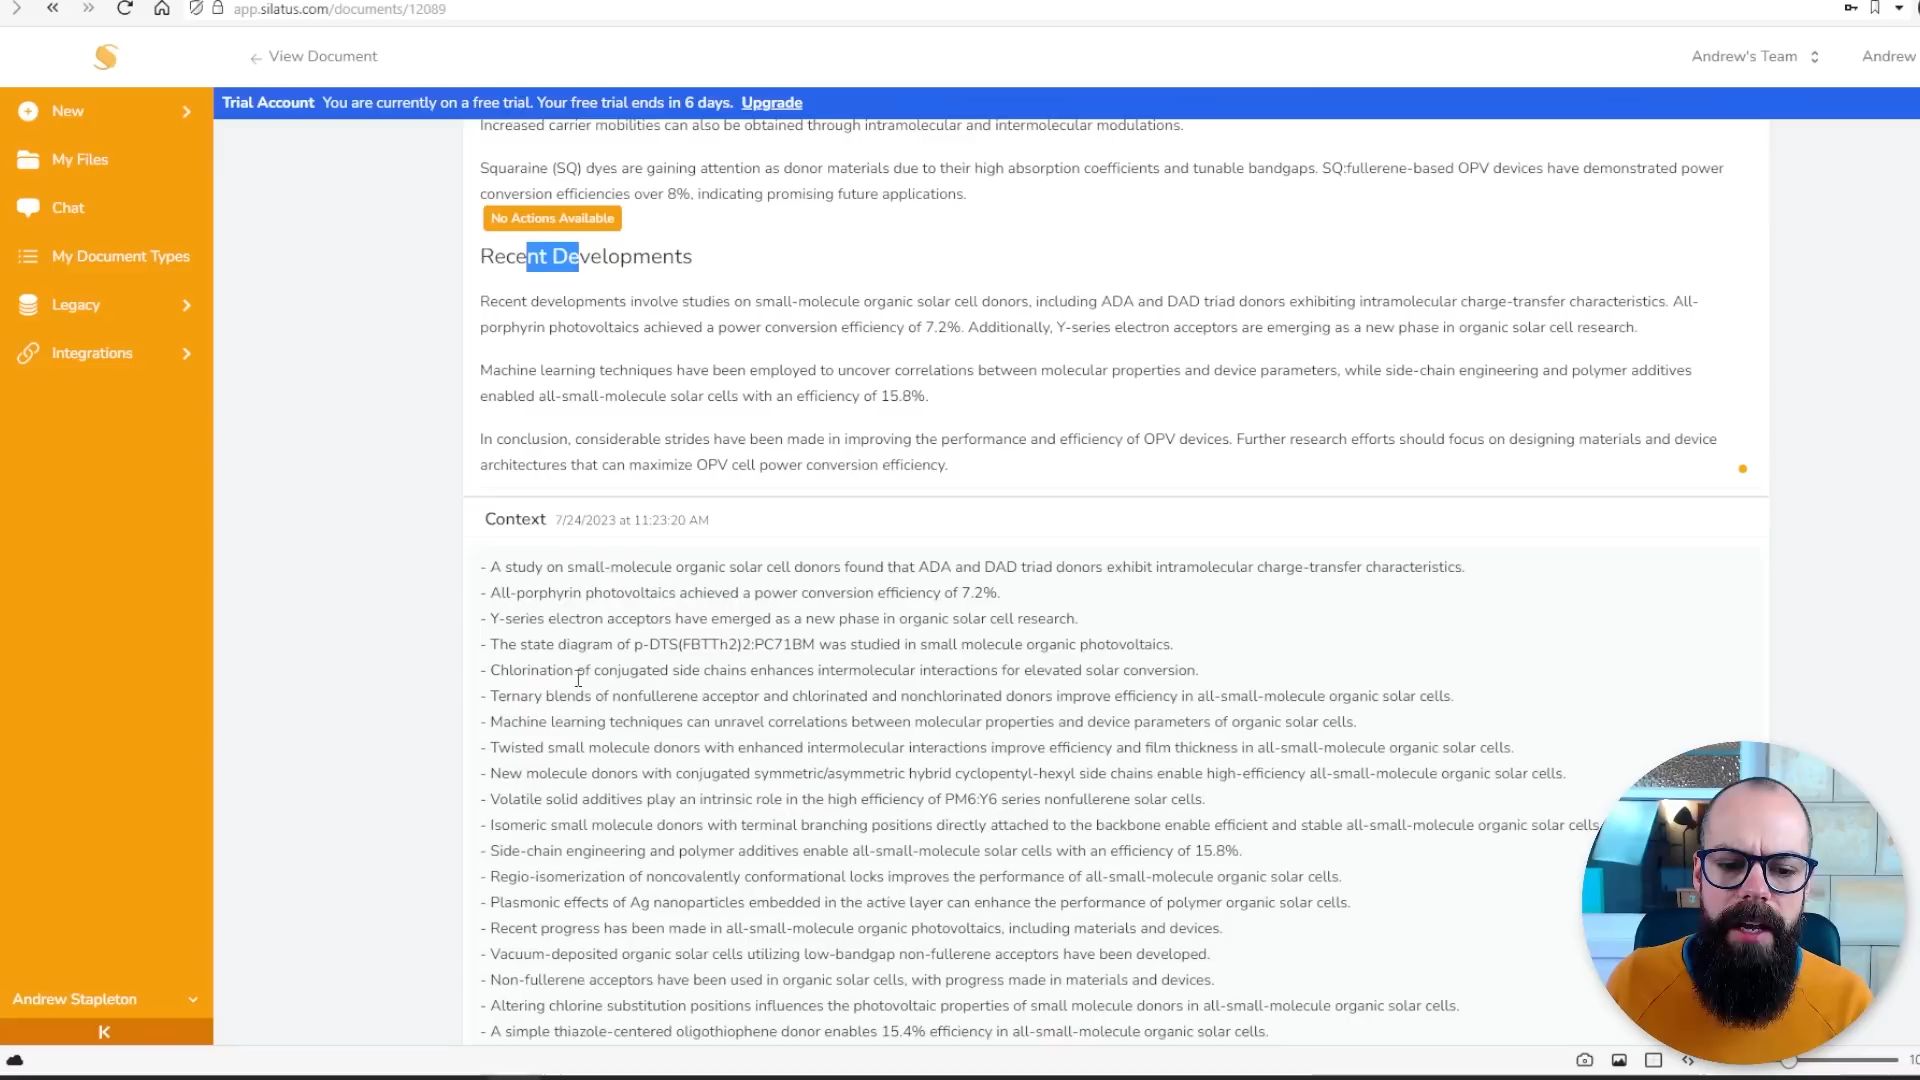 app.silatus.com/documents/12089
← View Document
Andrew's Team
Andrew
Trial Account You are currently on a free trial. Your free trial ends in 6 days. Upgrade
New
My Files
Chat
My Document Types
Legacy
Integrations
Increased carrier mobilities can also be obtained through intramolecular and intermolecular modulations.
Squaraine (SQ) dyes are gaining attention as donor materials due to their high absorption coefficients and tunable bandgaps. SQ:fullerene-based OPV devices have demonstrated power
conversion efficiencies over 8%, indicating promising future applications.
No Actions Available
Recent Developments
Recent developments involve studies on small-molecule organic solar cell donors, including ADA and DAD triad donors exhibiting intramolecular charge-transfer characteristics. All-
porphyrin photovoltaics achieved a power conversion efficiency of 7.2%. Additionally, Y-series electron acceptors are emerging as a new phase in organic solar cell research.
Machine learning techniques have been employed to uncover correlations between molecular properties and device parameters, while side-chain engineering and polymer additives
enabled all-small-molecule solar cells with an efficiency of 15.8%.
In conclusion, considerable strides have been made in improving the performance and efficiency of OPV devices. Further research efforts should focus on designing materials and device
architectures that can maximize OPV cell power conversion efficiency.
Context 7/24/2023 at 11:23:20 AM
- A study on small-molecule organic solar cell donors found that ADA and DAD triad donors exhibit intramolecular charge-transfer characteristics.
- All-porphyrin photovoltaics achieved a power conversion efficiency of 7.2%.
- Y-series electron acceptors have emerged as a new phase in organic solar cell research.
- The state diagram of p-DTS(FBTTh2)2:PC71BM was studied in small molecule organic photovoltaics.
- Chlorination of conjugated side chains enhances intermolecular interactions for elevated solar conversion.
- Ternary blends of nonfullerene acceptor and chlorinated and nonchlorinated donors improve efficiency in all-small-molecule organic solar cells.
- Machine learning techniques can unravel correlations between molecular properties and device parameters of organic solar cells.
- Twisted small molecule donors with enhanced intermolecular interactions improve efficiency and film thickness in all-small-molecule organic solar cells.
- New molecule donors with conjugated symmetric/asymmetric hybrid cyclopentyl-hexyl side chains enable high-efficiency all-small-molecule organic solar cells.
- Volatile solid additives play an intrinsic role in the high efficiency of PM6:Y6 series nonfullerene solar cells.
- Isomeric small molecule donors with terminal branching positions directly attached to the backbone enable efficient and stable all-small-molecule organic solar cells
- Side-chain engineering and polymer additives enable all-small-molecule solar cells with an efficiency of 15.8%.
- Regio-isomerization of noncovalently conformational locks improves the performance of all-small-molecule organic solar cells.
- Plasmonic effects of Ag nanoparticles embedded in the active layer can enhance the performance of polymer organic solar cells.
- Recent progress has been made in all-small-molecule organic photovoltaics, including materials and devices.
- Vacuum-deposited organic solar cells utilizing low-bandgap non-fullerene acceptors have been developed.
- Non-fullerene acceptors have been used in organic solar cells, with progress made in materials and devices.
- Altering chlorine substitution positions influences the photovoltaic properties of small molecule donors in all-small-molecule organic solar cells.
- A simple thiazole-centered oligothiophene donor enables 15.4% efficiency in all-small-molecule organic solar cells.
Andrew Stapleton